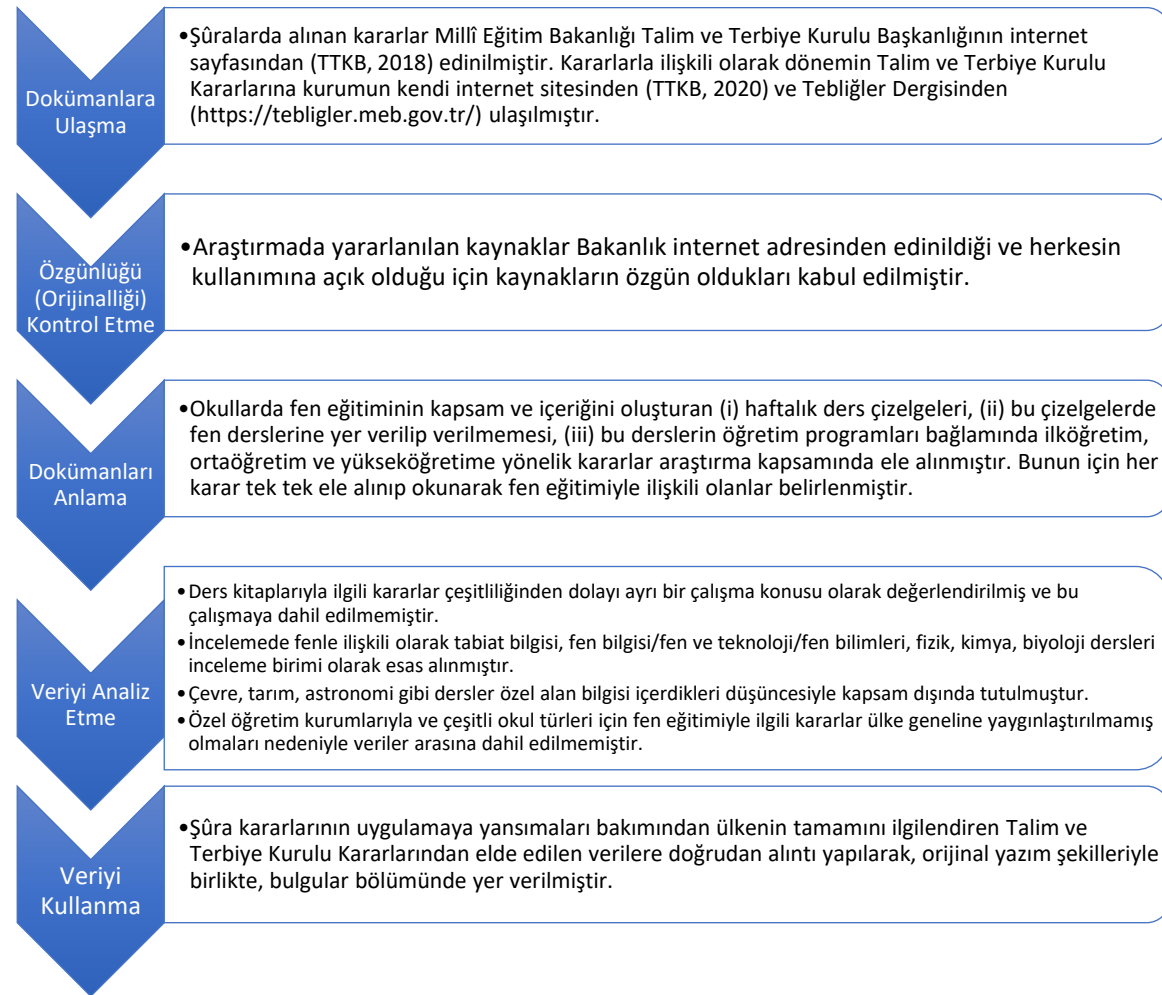 Dokümanlara
Ulaşma
•Şûralarda alınan kararlar Millî Eğitim Bakanlığı Talim ve Terbiye Kurulu Başkanlığının internet
sayfasından (TTKB, 2018) edinilmiştir. Kararlarla ilişkili olarak dönemin Talim ve Terbiye Kurulu
Kararlarına kurumun kendi internet sitesinden (TTKB, 2020) ve Tebliğler Dergisinden
(https://tebligler.meb.gov.tr/) ulaşılmıştır.
Özgünlüğü
(Orijinalliği)
Kontrol Etme
•Araştırmada yararlanılan kaynaklar Bakanlık internet adresinden edinildiği ve herkesin
kullanımına açık olduğu için kaynakların özgün oldukları kabul edilmiştir.
Dokümanları
Anlama
•Okullarda fen eğitiminin kapsam ve içeriğini oluşturan (i) haftalık ders çizelgeleri, (ii) bu çizelgelerde
fen derslerine yer verilip verilmemesi, (iii) bu derslerin öğretim programları bağlamında ilköğretim,
ortaöğretim ve yükseköğretime yönelik kararlar araştırma kapsamında ele alınmıştır. Bunun için her
karar tek tek ele alınıp okunarak fen eğitimiyle ilişkili olanlar belirlenmiştir.
Veriyi Analiz
Etme
•Ders kitaplarıyla ilgili kararlar çeşitliliğinden dolayı ayrı bir çalışma konusu olarak değerlendirilmiş ve bu
çalışmaya dahil edilmemiştir.
•İncelemede fenle ilişkili olarak tabiat bilgisi, fen bilgisi/fen ve teknoloji/fen bilimleri, fizik, kimya, biyoloji dersleri
inceleme birimi olarak esas alınmıştır.
•Çevre, tarım, astronomi gibi dersler özel alan bilgisi içerdikleri düşüncesiyle kapsam dışında tutulmuştur.
•Özel öğretim kurumlarıyla ve çeşitli okul türleri için fen eğitimiyle ilgili kararlar ülke geneline yaygınlaştırılmamış
olmaları nedeniyle veriler arasına dahil edilmemiştir.
Veriyi
Kullanma
•Şûra kararlarının uygulamaya yansımaları bakımından ülkenin tamamını ilgilendiren Talim ve
Terbiye Kurulu Kararlarından elde edilen verilere doğrudan alıntı yapılarak, orijinal yazım şekilleriyle
birlikte, bulgular bölümünde yer verilmiştir.